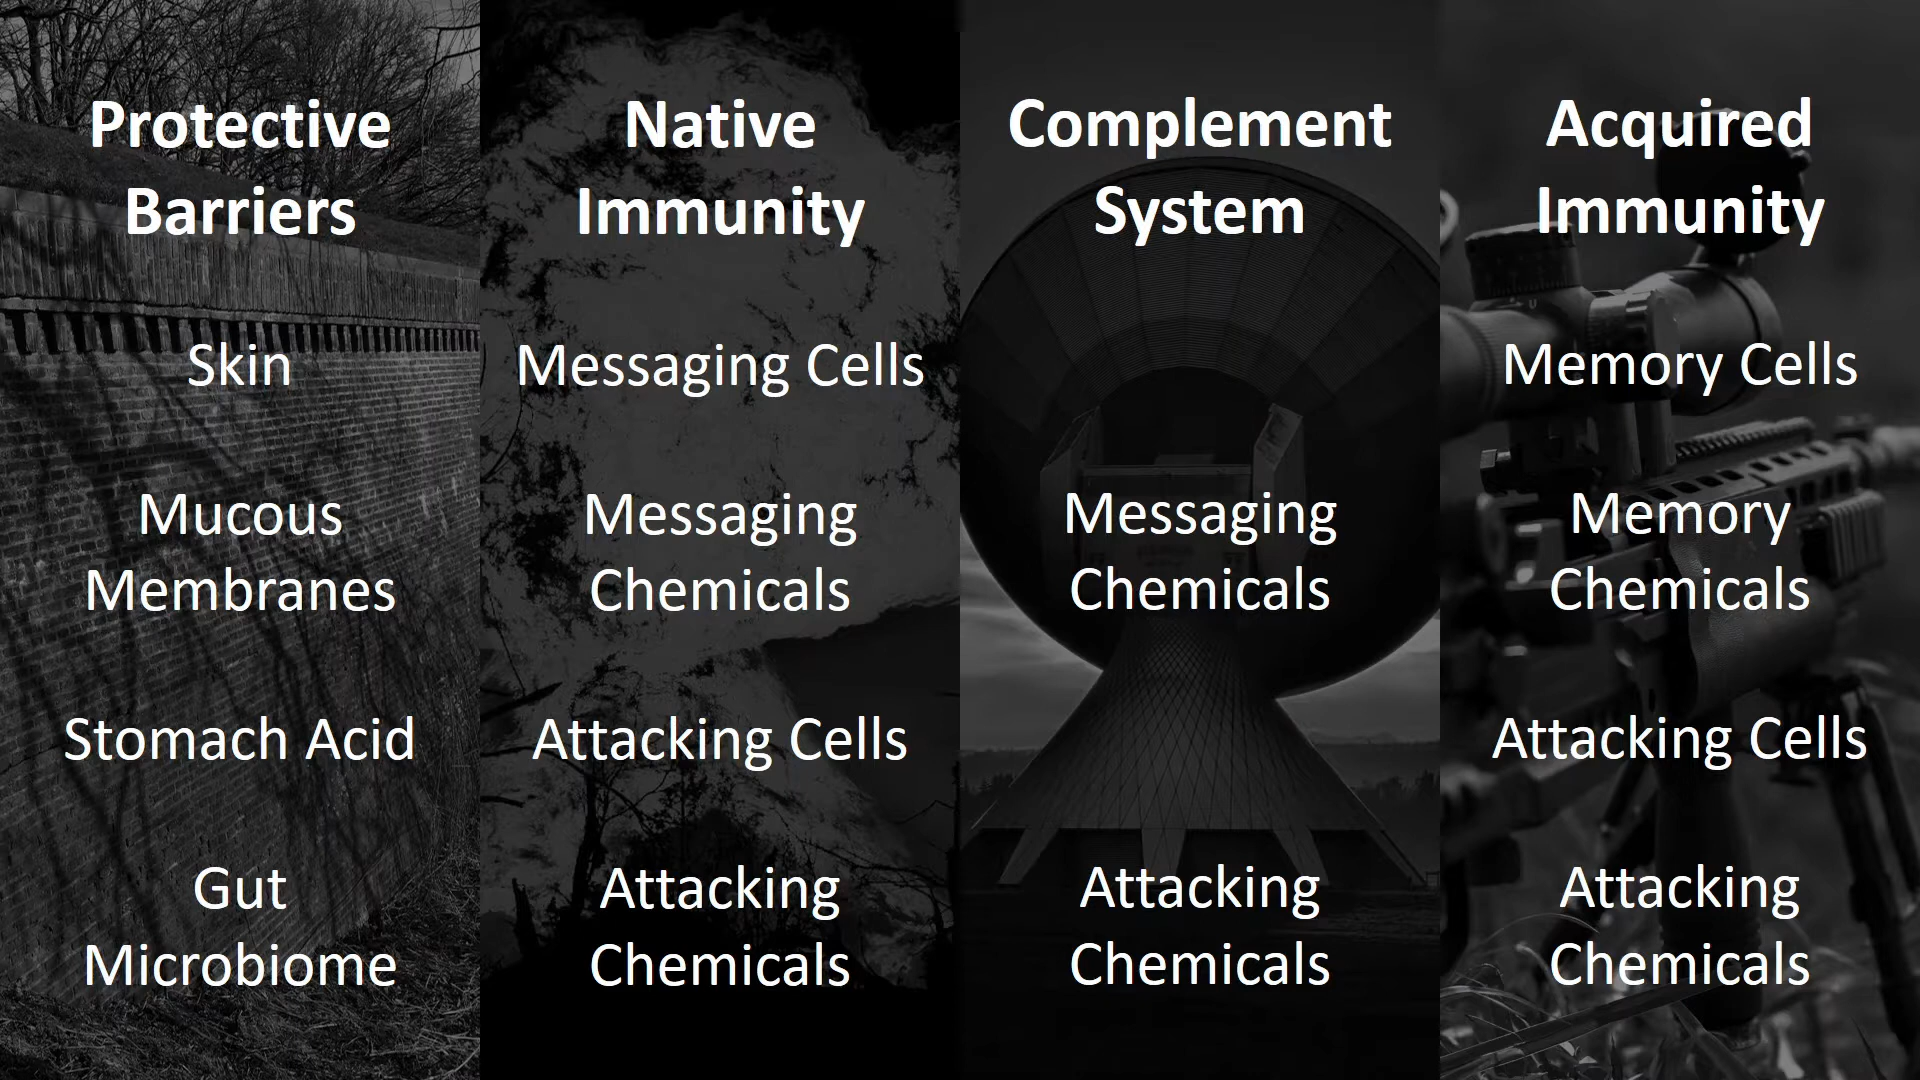 Protective
Barriers
Skin
Mucous
Membranes
Stomach Acid
Gut
Microbiome
Native
Immunity
Messaging Cells
Messaging
Chemicals
Attacking Cells
Attacking
Chemicals
Complement
System
Messaging
Chemicals
Attacking
Chemicals
Acquired
Immunity
Memory Cells
Memory
Chemicals
Attacking Cells
Attacking
Chemicals